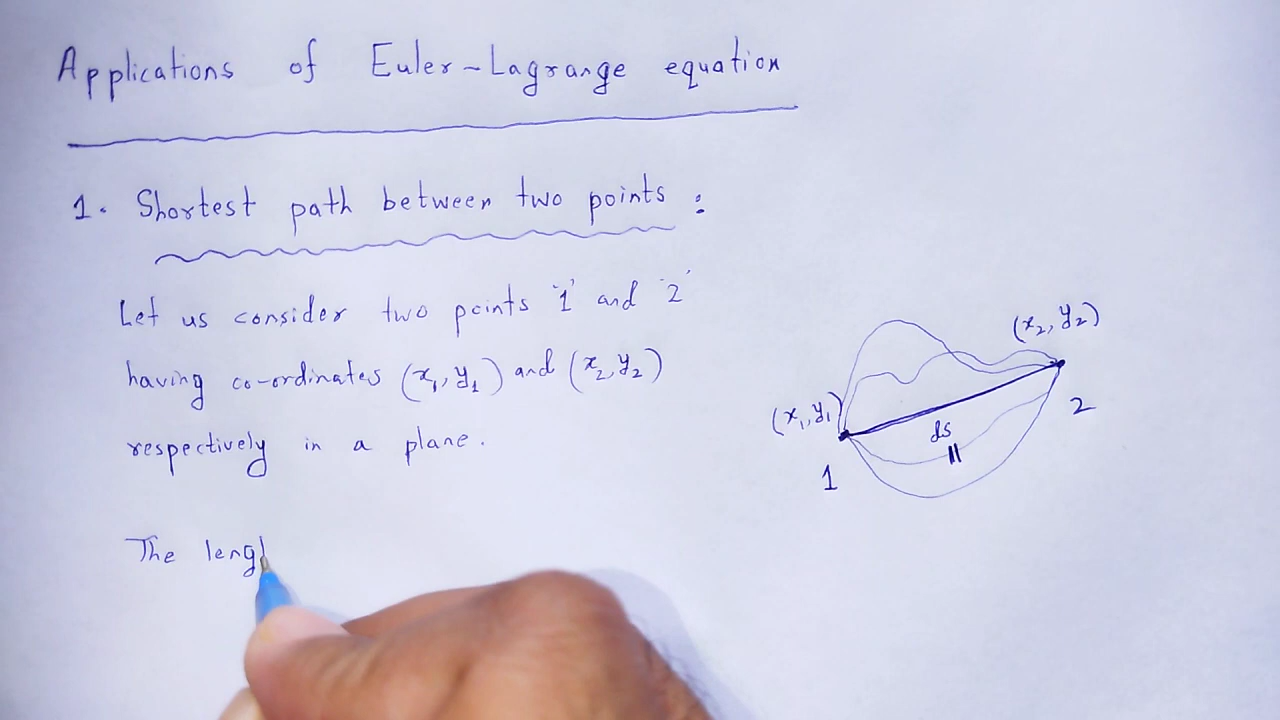 Applications of Euler-Lagrange equation
1. Shortest path between two points :
Let us consider two points '1' and '2'
having co-ordinates (x₁, y₁) and (x₂, y₂)
respectively in a plane.
The leng
(x₂, y₂)
(x₁, y₁)
2
ds
1